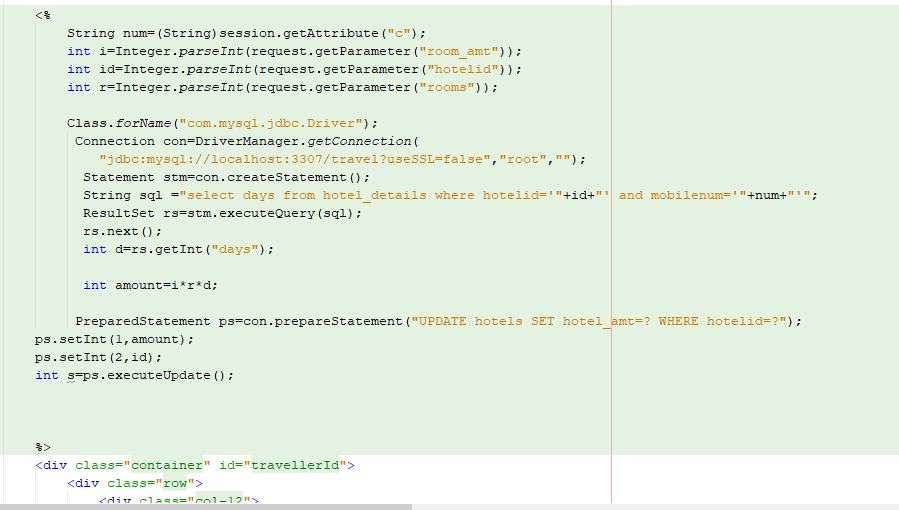 <%
String num=(String)session.getAttribute("c");
int i=Integer.parseInt(request.getParameter("room_amt"));
int id=Integer.parseInt(request.getParameter("hotelid"));
int r=Integer.parseInt(request.getParameter("rooms"));
Class.forName("com.mysql.jdbc.Driver");
Connection con=DriverManager.getConnection(
"jdbc:mysql://localhost:3307/travel?useSSL=false","root","");
Statement stm=con.createStatement();
String sql ="select days from hotel_details where hotelid='"+id+"' and mobilenum='"+num+"'";
ResultSet rs=stm.executeQuery(sql);
rs.next();
int d=rs.getInt("days");
int amount=i*r*d;
PreparedStatement ps=con.prepareStatement("UPDATE hotels SET hotel_amt=? WHERE hotelid=?");
ps.setInt(1,amount);
ps.setInt(2,id);
int s=ps.executeUpdate();
%>
<div class="container" id="travellerId">
<div class="row">
<div class="col-12">